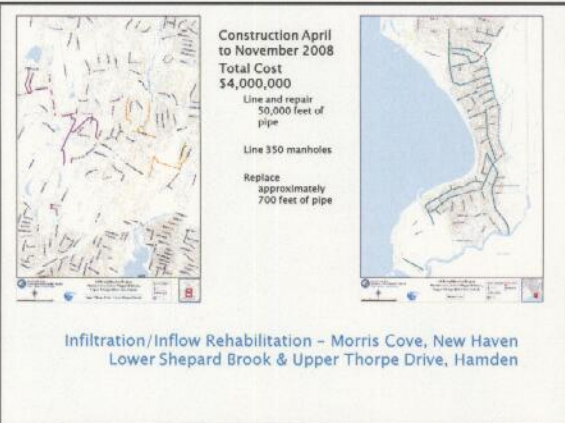 Construction April
to November 2008
Total Cost
$4,000,000
Line and repair
50,000 feet of
pipe
Line 350 manholes
Replace
approximately
700 feet of pipe
Infiltration/Inflow Rehabilitation – Morris Cove, New Haven
Lower Shepard Brook & Upper Thorpe Drive, Hamden